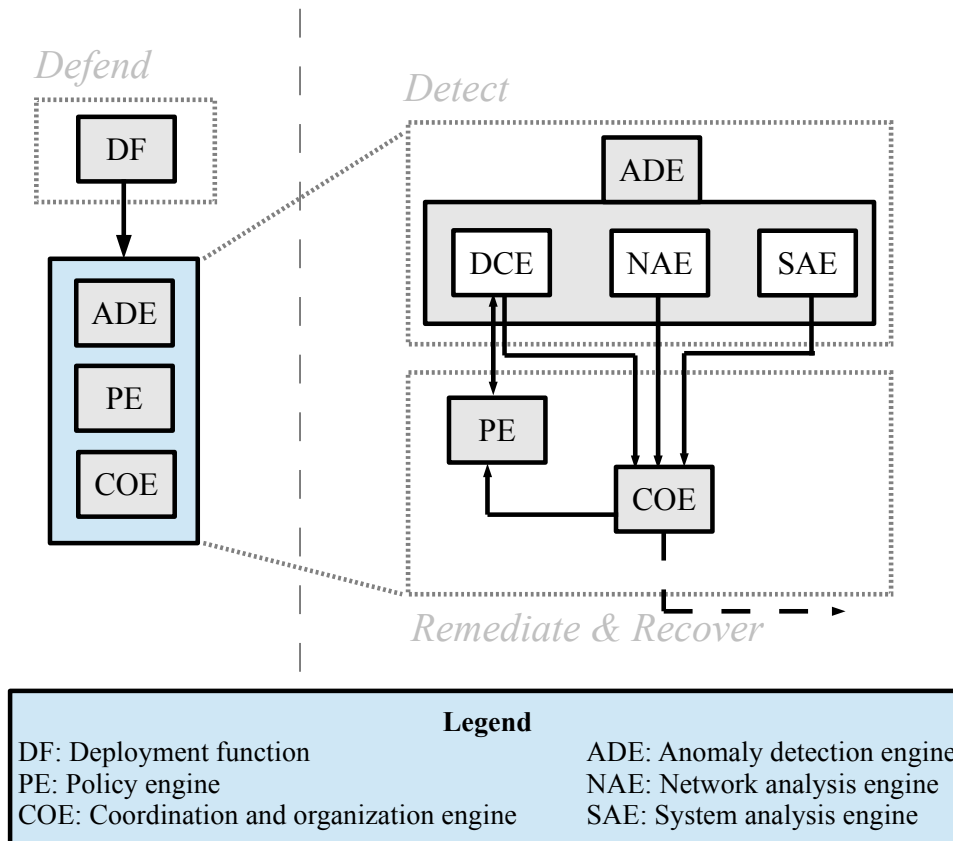 Defend
DF
ADE
PE
COE
Detect
ADE
DCE
NAE
SAE
PE
COE
Remediate & Recover
Legend
DF: Deployment function
ADE: Anomaly detection engine
PE: Policy engine
NAE: Network analysis engine
COE: Coordination and organization engine
SAE: System analysis engine